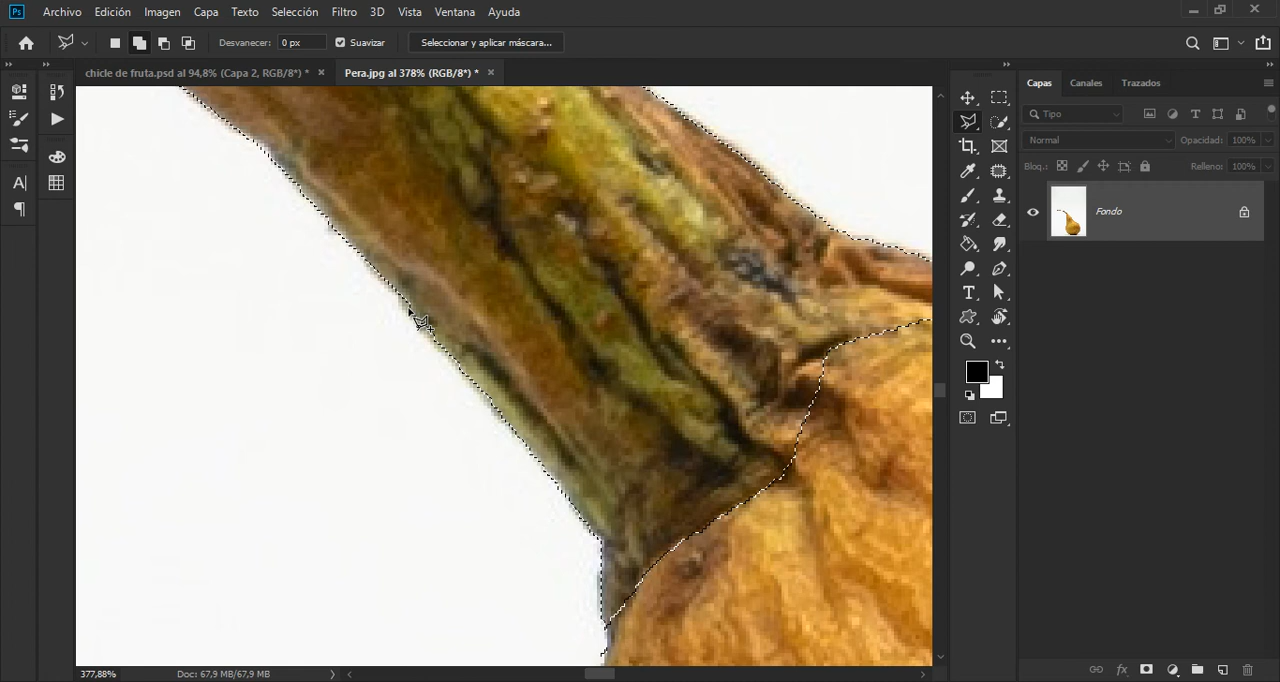 Ps Archivo Edición Imagen Capa Texto Selección Filtro 3D Vista Ventana Ayuda
Desvanecer: 0 px Suavizar Seleccionar y aplicar máscara...
chicle de fruta.psd al 94,8% (Capa 2, RGB/8*) * × Pera.jpg al 378% (RGB/8*) * ×
Capas Canales Trazados
Tipo
Normal Opacidad: 100%
Bloq.: Relleno: 100%
Fondo
377,88% Doc: 67,9 MB/67,9 MB